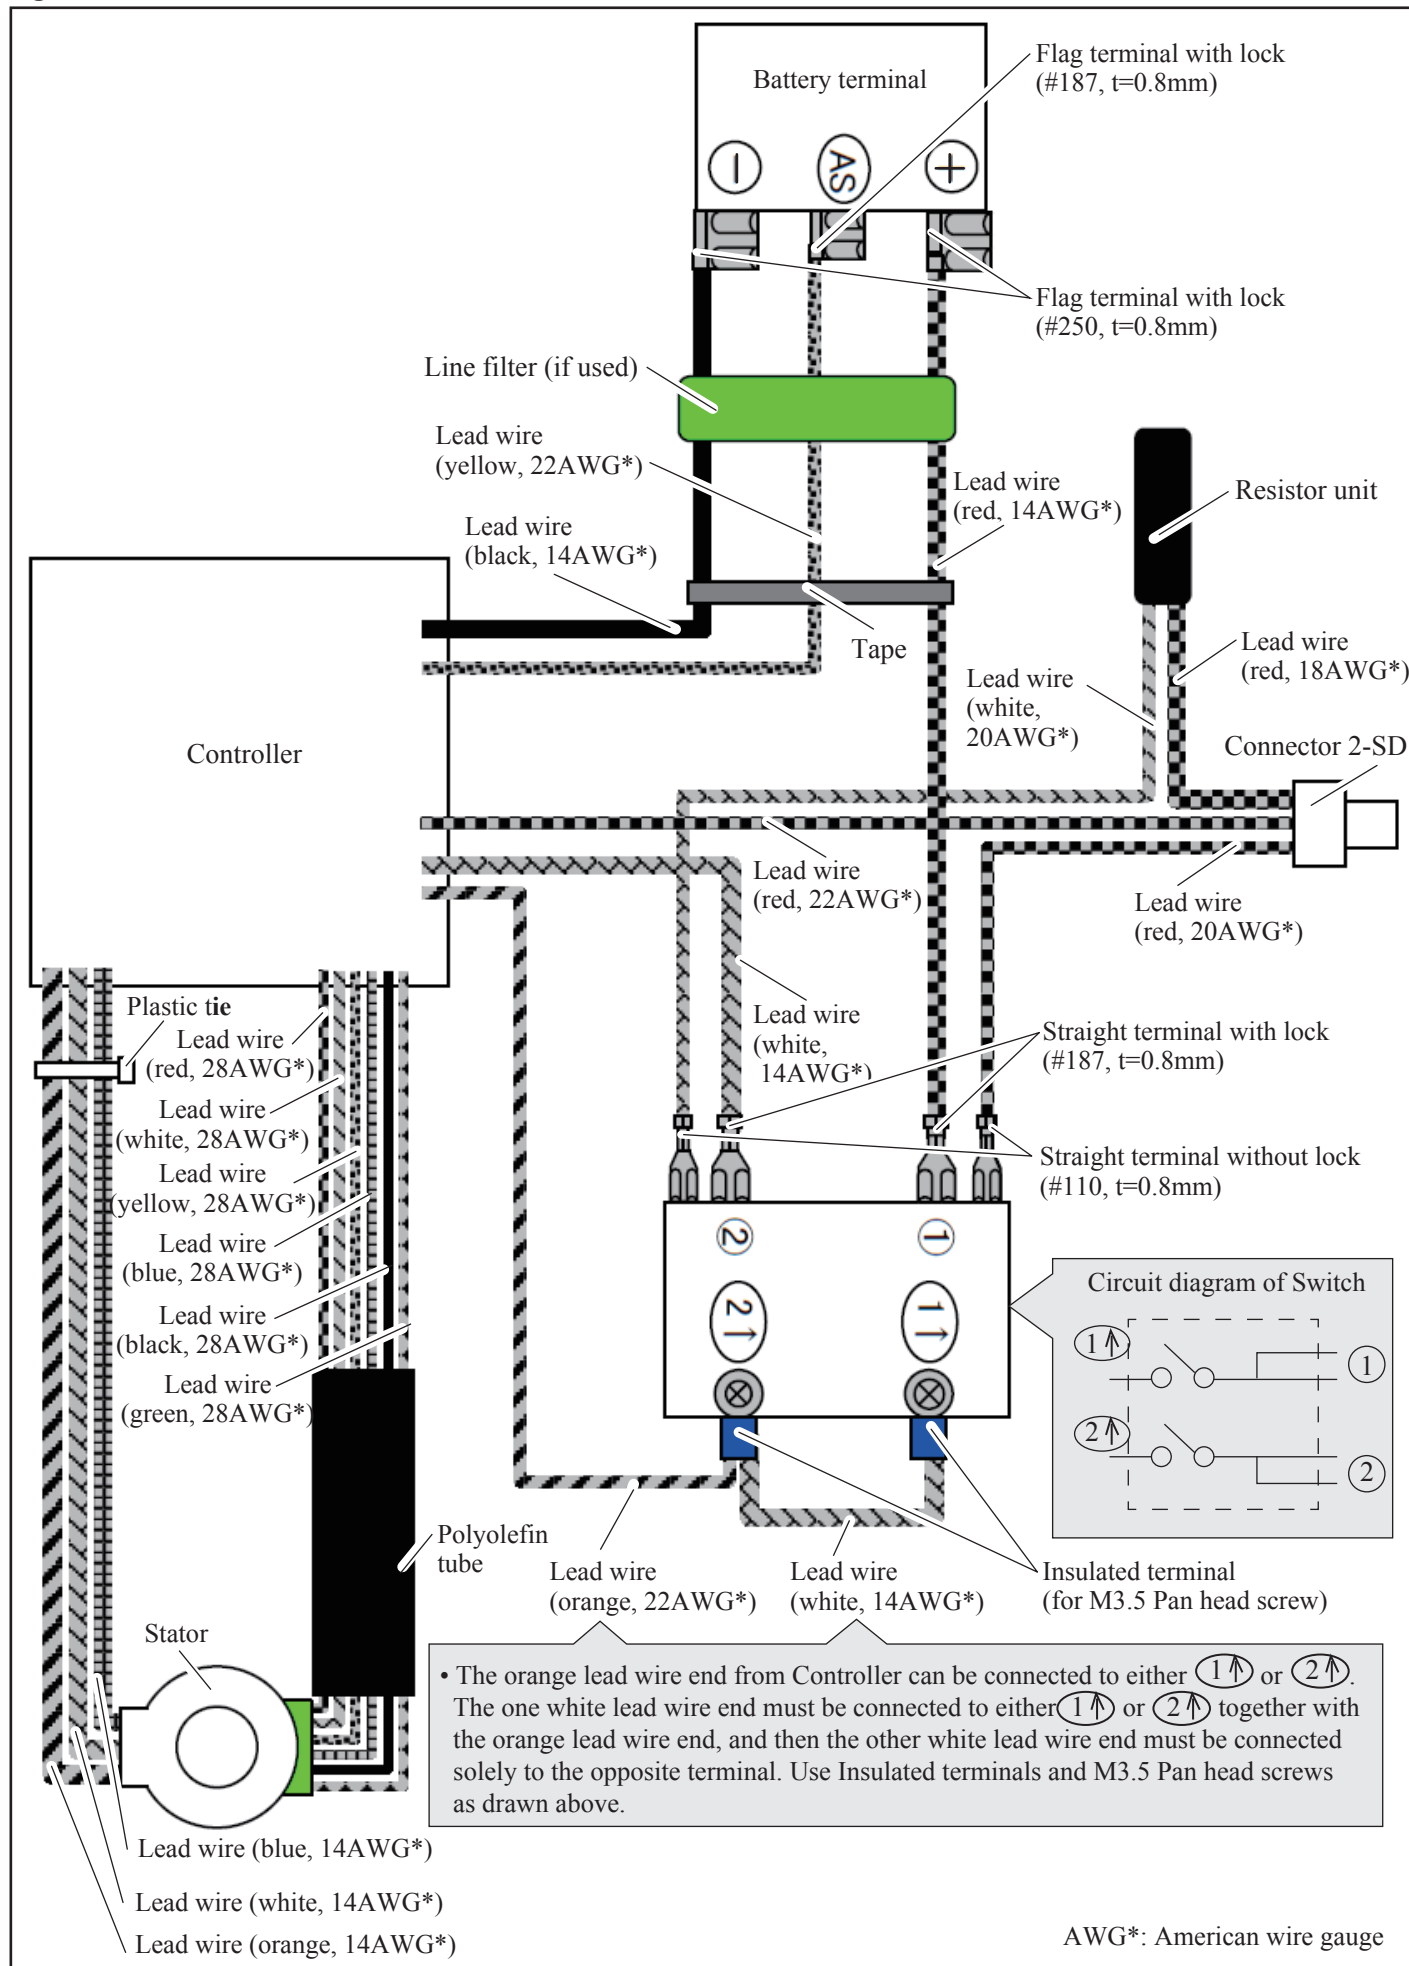 Battery terminal
Flag terminal with lock
(#187, t=0.8mm)
−
AS
+
Flag terminal with lock
(#250, t=0.8mm)
Line filter (if used)
Lead wire
(yellow, 22AWG*)
Lead wire
(red, 14AWG*)
Resistor unit
Lead wire
(black, 14AWG*)
Tape
Lead wire
(red, 18AWG*)
Lead wire
(white,
20AWG*)
Controller
Connector 2-SD
Lead wire
(red, 22AWG*)
Lead wire
(red, 20AWG*)
Plastic tie
Lead wire
(red, 28AWG*)
Lead wire
(white,
14AWG*)
Straight terminal with lock
(#187, t=0.8mm)
Lead wire
(white, 28AWG*)
Lead wire
(yellow, 28AWG*)
Straight terminal without lock
(#110, t=0.8mm)
Lead wire
(blue, 28AWG*)
2
1
Lead wire
(black, 28AWG*)
2↑
1↑
Circuit diagram of Switch
1↑
1
2↑
2
Lead wire
(green, 28AWG*)
Polyolefin
tube
Lead wire
(orange, 22AWG*)
Lead wire
(white, 14AWG*)
Insulated terminal
(for M3.5 Pan head screw)
Stator
• The orange lead wire end from Controller can be connected to either 1↑ or 2↑.
The one white lead wire end must be connected to either 1↑ or 2↑ together with
the orange lead wire end, and then the other white lead wire end must be connected
solely to the opposite terminal. Use Insulated terminals and M3.5 Pan head screws
as drawn above.
Lead wire (blue, 14AWG*)
Lead wire (white, 14AWG*)
Lead wire (orange, 14AWG*)
AWG*: American wire gauge